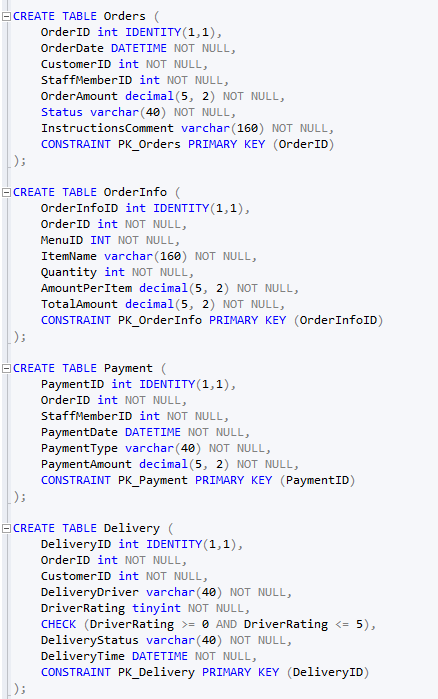 CREATE TABLE Orders (
OrderID int IDENTITY(1,1),
OrderDate DATETIME NOT NULL,
CustomerID int NOT NULL,
StaffMemberID int NOT NULL,
OrderAmount decimal(5, 2) NOT NULL,
Status varchar(40) NOT NULL,
InstructionsComment varchar(160) NOT NULL,
CONSTRAINT PK_Orders PRIMARY KEY (OrderID)
);
CREATE TABLE OrderInfo (
OrderInfoID int IDENTITY(1,1),
OrderID int NOT NULL,
MenuID INT NOT NULL,
ItemName varchar(160) NOT NULL,
Quantity int NOT NULL,
AmountPerItem decimal(5, 2) NOT NULL,
TotalAmount decimal(5, 2) NOT NULL,
CONSTRAINT PK_OrderInfo PRIMARY KEY (OrderInfoID)
);
CREATE TABLE Payment (
PaymentID int IDENTITY(1,1),
OrderID int NOT NULL,
StaffMemberID int NOT NULL,
PaymentDate DATETIME NOT NULL,
PaymentType varchar(40) NOT NULL,
PaymentAmount decimal(5, 2) NOT NULL,
CONSTRAINT PK_Payment PRIMARY KEY (PaymentID)
);
CREATE TABLE Delivery (
DeliveryID int IDENTITY(1,1),
OrderID int NOT NULL,
CustomerID int NOT NULL,
DeliveryDriver varchar(40) NOT NULL,
DriverRating tinyint NOT NULL,
CHECK (DriverRating >= 0 AND DriverRating <= 5),
DeliveryStatus varchar(40) NOT NULL,
DeliveryTime DATETIME NOT NULL,
CONSTRAINT PK_Delivery PRIMARY KEY (DeliveryID)
);